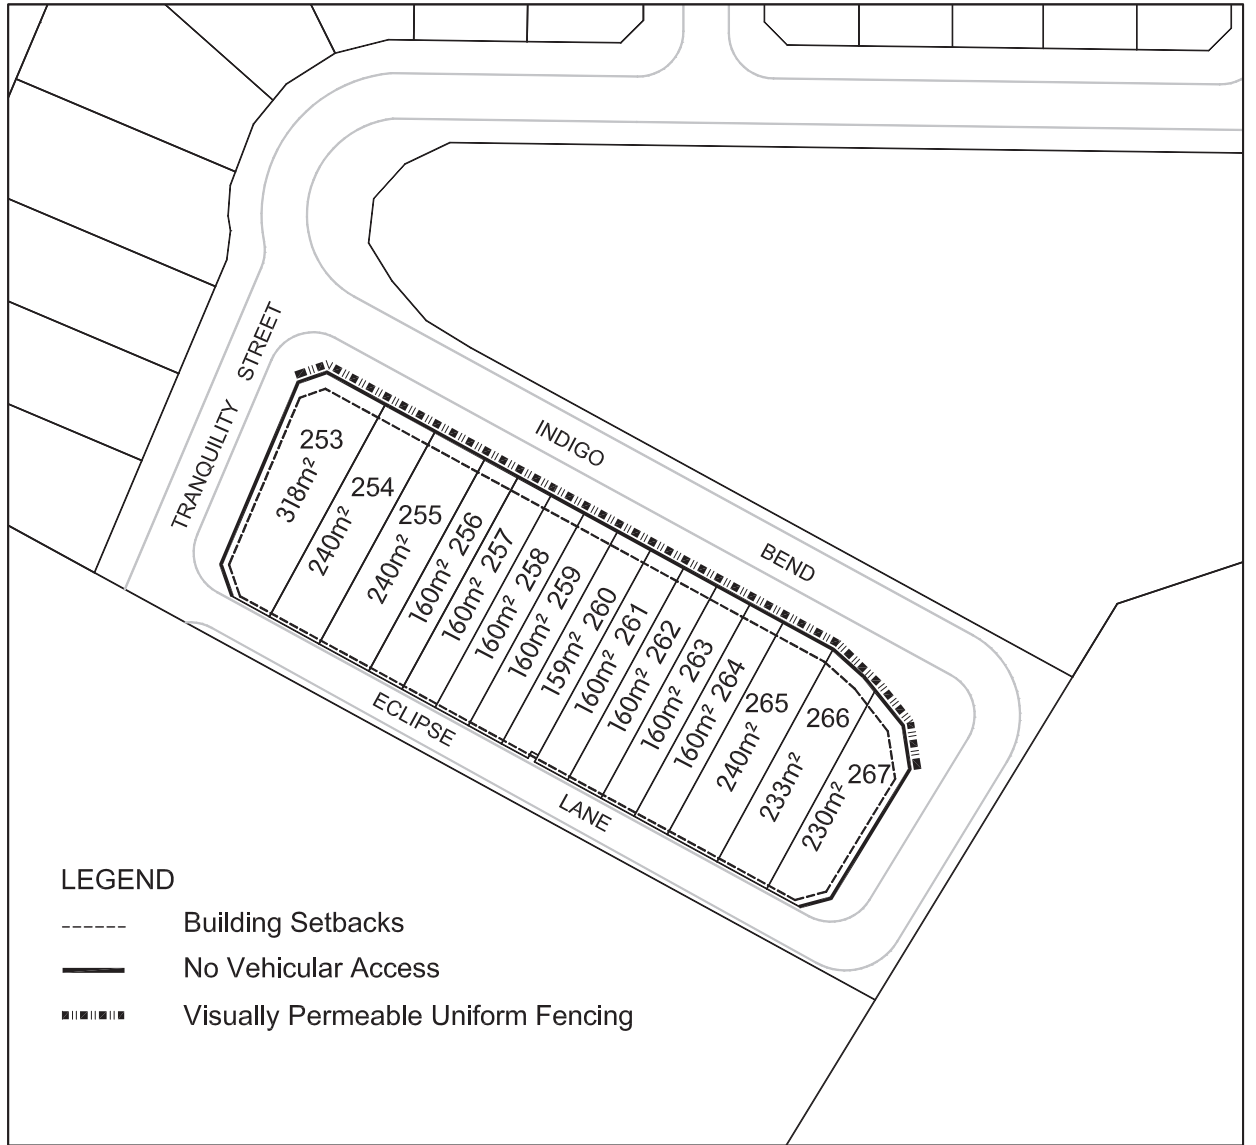 TRANQUILITY STREET
INDIGO
BEND
253
318m²
254
240m²
255
240m²
256
160m²
257
160m²
258
160m²
259
160m²
260
159m²
261
160m²
262
160m²
263
160m²
264
160m²
265
240m²
266
233m²
267
230m²
ECLIPSE
LANE
LEGEND
Building Setbacks
No Vehicular Access
Visually Permeable Uniform Fencing